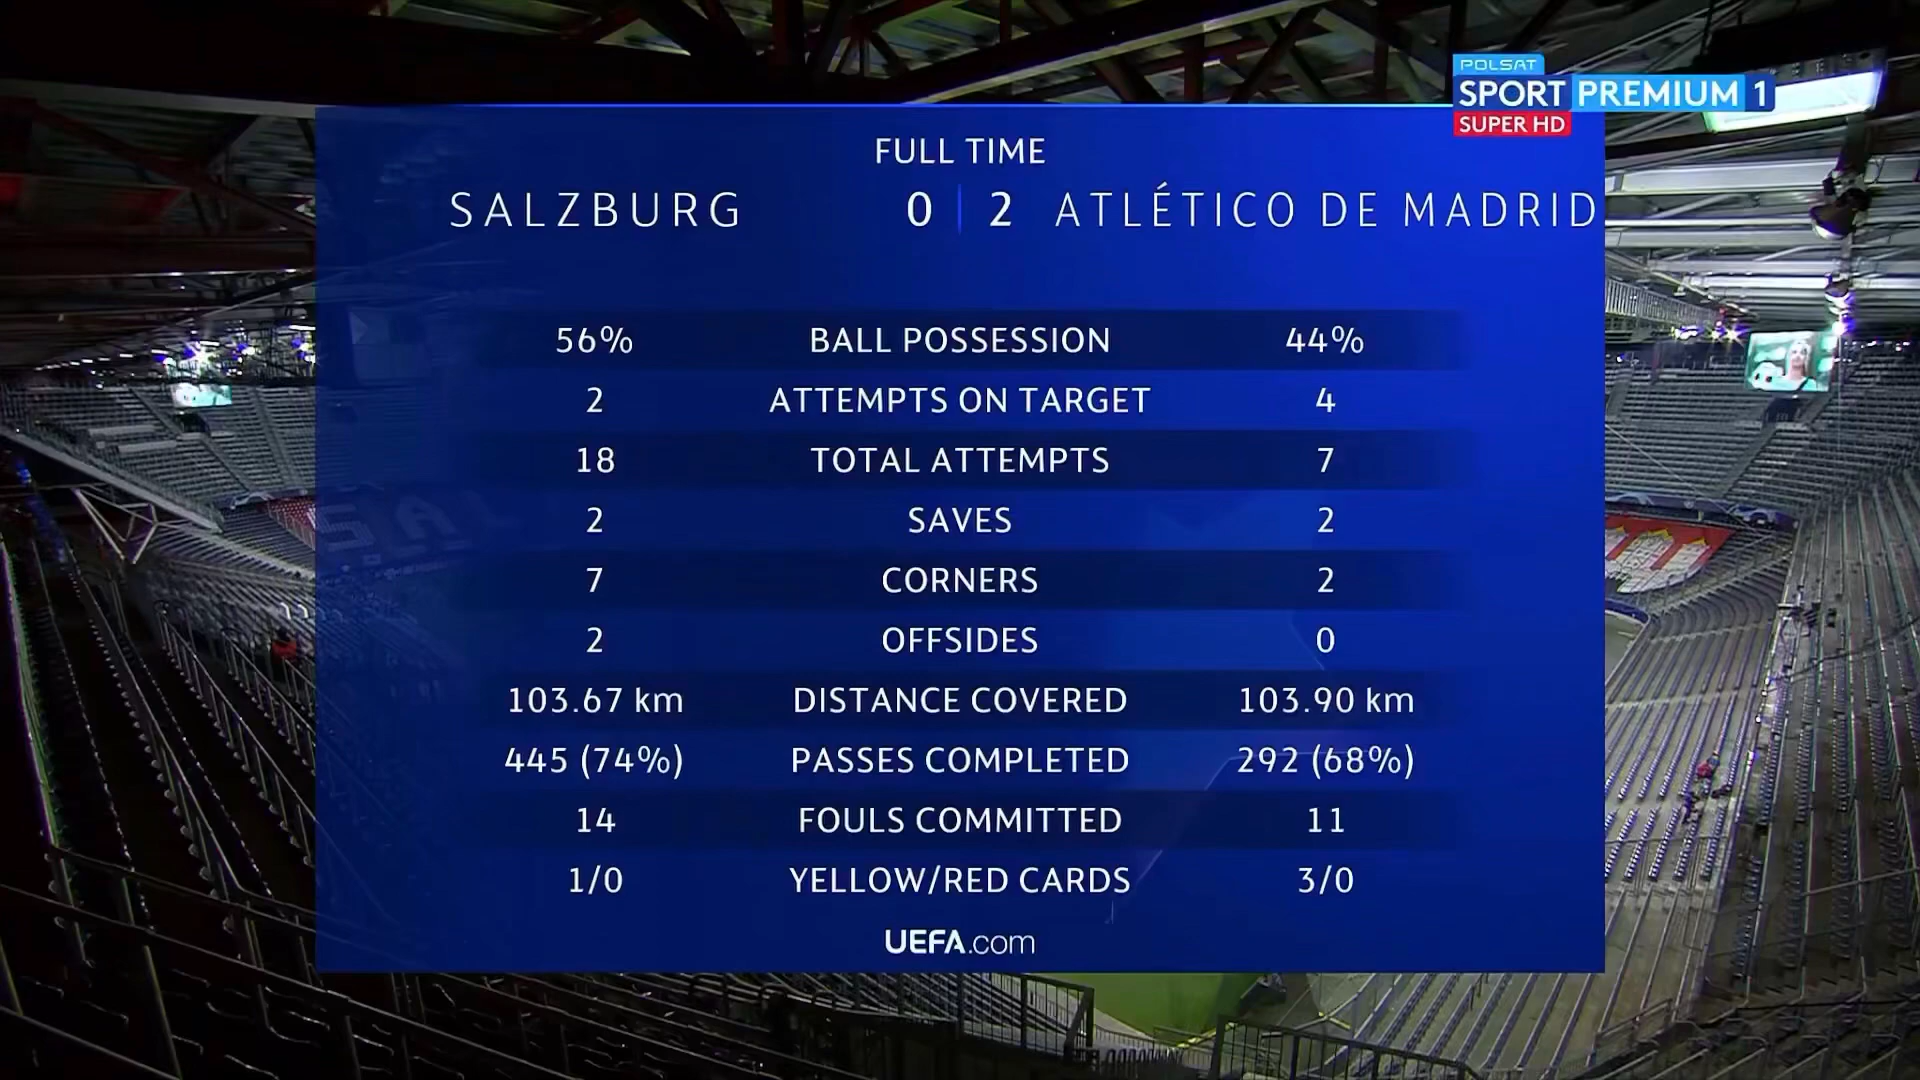 POLSAT
SPORT PREMIUM 1
SUPER HD
FULL TIME
SALZBURG 0 2 ATLÉTICO DE MADRID
56% BALL POSSESSION 44%
2 ATTEMPTS ON TARGET 4
18 TOTAL ATTEMPTS 7
2 SAVES 2
7 CORNERS 2
2 OFFSIDES 0
103.67 km DISTANCE COVERED 103.90 km
445 (74%) PASSES COMPLETED 292 (68%)
14 FOULS COMMITTED 11
1/0 YELLOW/RED CARDS 3/0
UEFA.com